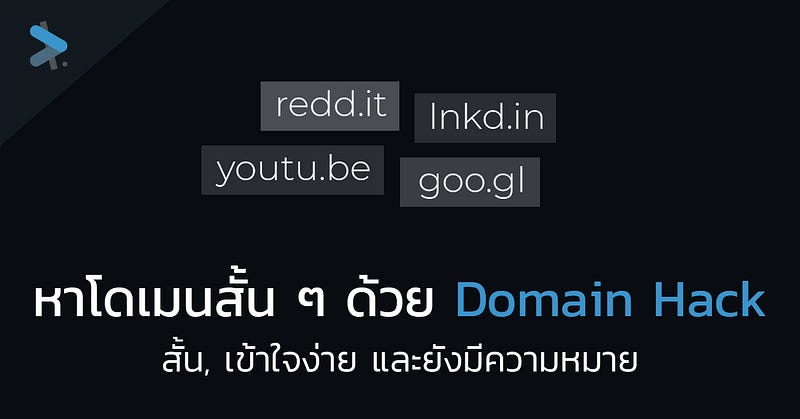 redd.it
lnkd.in
youtu.be
goo.gl
หาโดเมนสั้น ๆ ด้วย Domain Hack
สั้น, เข้าใจง่าย และยังมีความหมาย